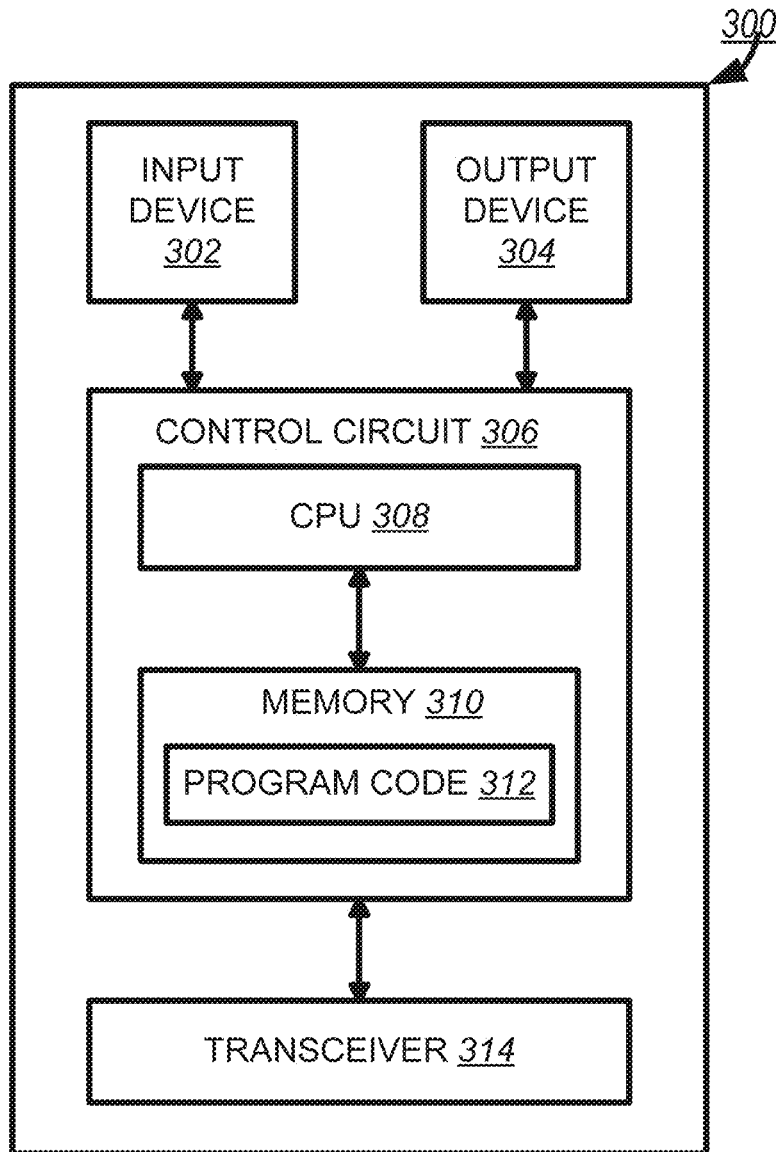 300
INPUT
DEVICE
302
OUTPUT
DEVICE
304
CONTROL CIRCUIT 306
CPU 308
MEMORY 310
PROGRAM CODE 312
TRANSCEIVER 314